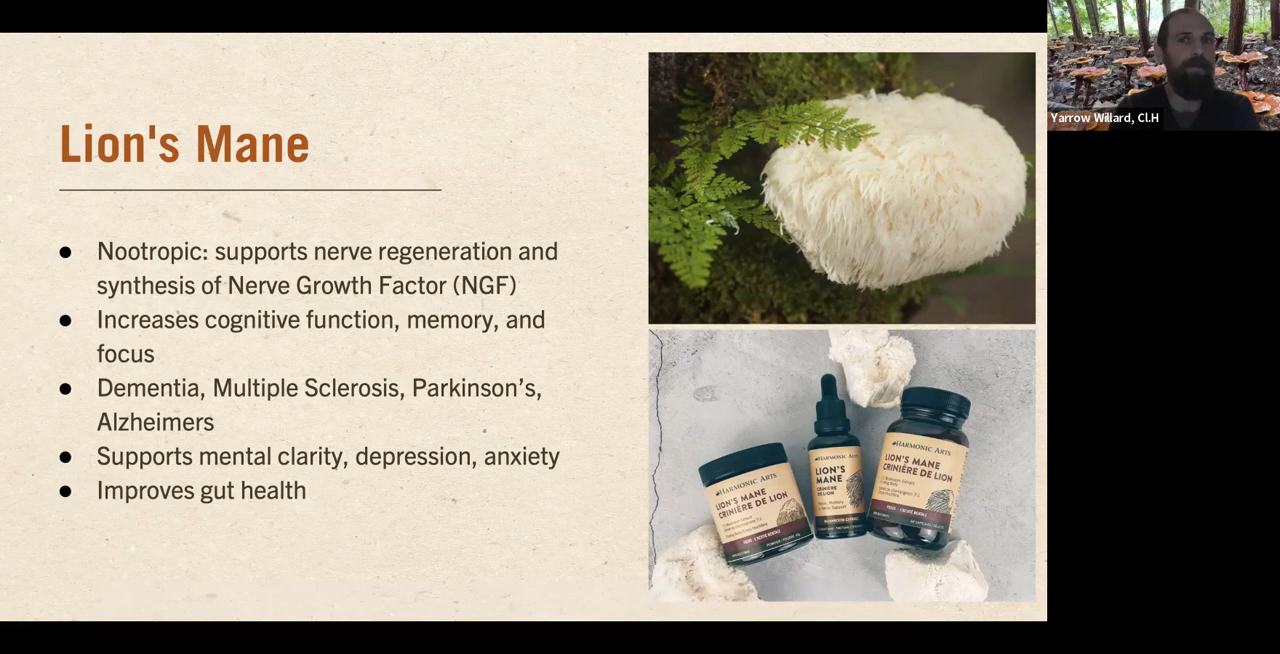 Lion's Mane
● Nootropic: supports nerve regeneration and
synthesis of Nerve Growth Factor (NGF)
● Increases cognitive function, memory, and
focus
● Dementia, Multiple Sclerosis, Parkinson’s,
Alzheimers
● Supports mental clarity, depression, anxiety
● Improves gut health
HARMONIC ARTS
LION'S MANE
CRINIÈRE DE LION
HARMONIC ARTS
LION'S
MANE
CRINIÈRE
DE LION
HARMONIC ARTS
LION'S MANE
CRINIÈRE DE LION
Yarrow Willard, Cl.H